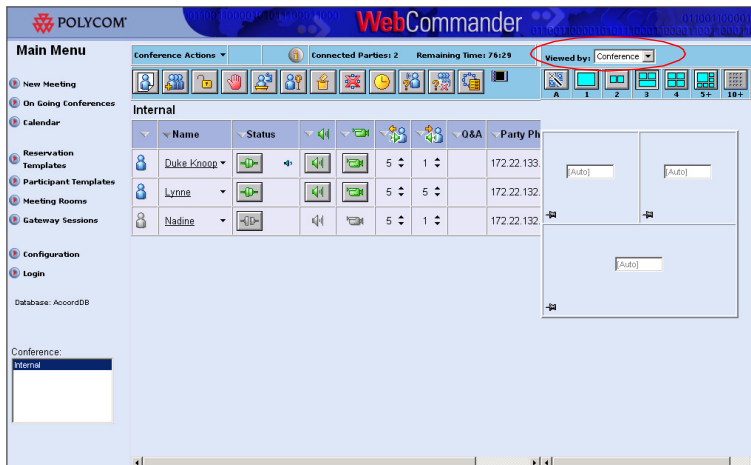 POLYCOM
WebCommander
Main Menu
Conference Actions
Connected Parties: 2
Remaining Time: 76:29
Viewed by: Conference
A 1 2 3 4 5+ 10+
New Meeting
On Going Conferences
Calendar
Reservation
Templates
Participant Templates
Meeting Rooms
Gateway Sessions
Configuration
Login
Database: AccordDB
Conference:
Internal
Internal
Name Status Q&A Party Ph
Duke Knoop 5 1 172.22.133.
Lynne 5 5 172.22.132.
Nadine 5 1 172.22.132.
[Auto] [Auto]
[Auto]